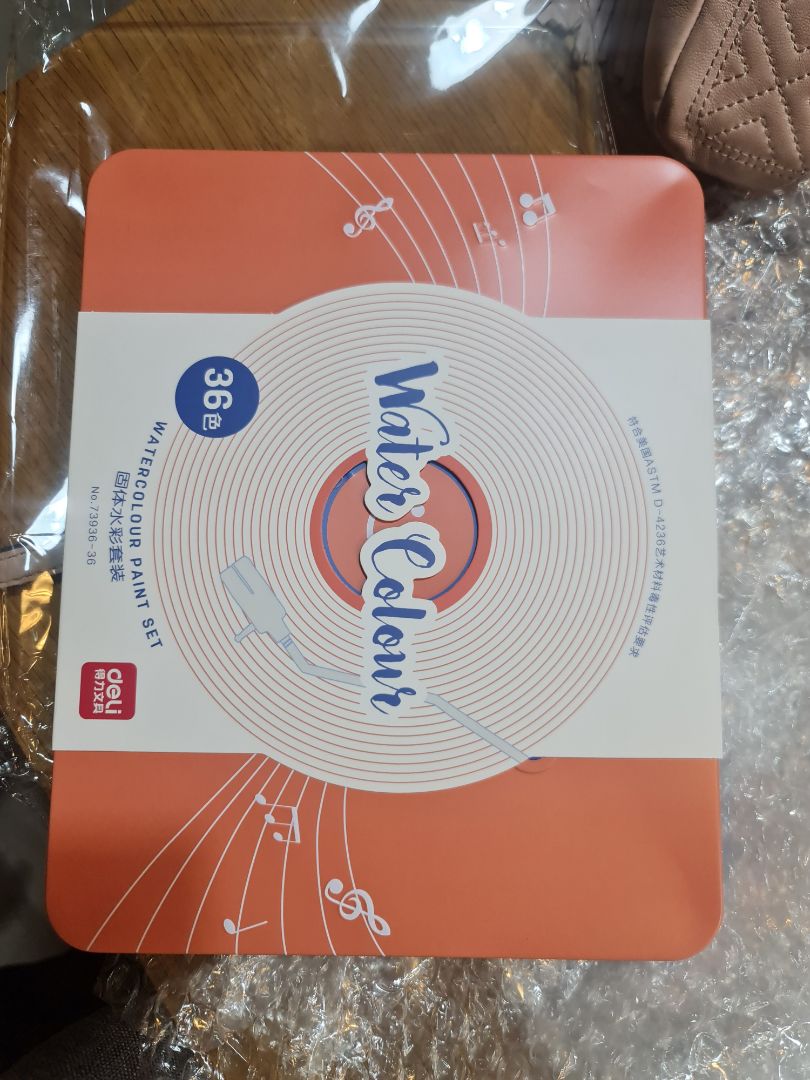 符合美国ASTM D-4236艺术材料毒性评估要求
Water Colour
36色
WATERCOLOUR PAINT SET
固体水彩套装
No.73936-36
deli
得力文具